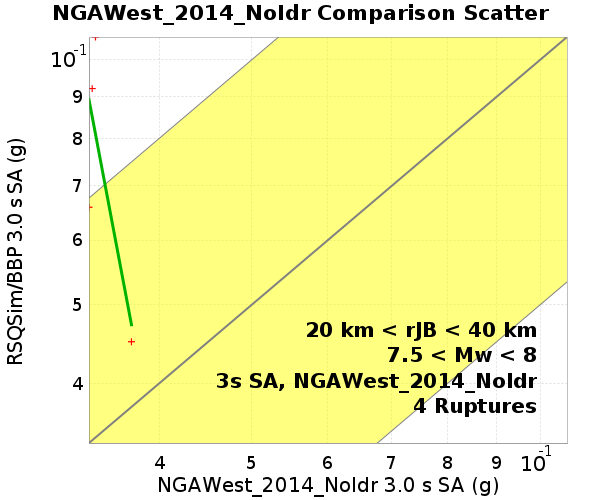 NGAWest_2014_NoIdr Comparison Scatter
10-1
9
8
7
6
5
4
RSQSim/BBP 3.0 s SA (g)
20 km < rJB < 40 km
7.5 < Mw < 8
3s SA, NGAWest_2014_NoIdr
4 Ruptures
4 5 6 7 8 9 10-1
NGAWest_2014_NoIdr 3.0 s SA (g)